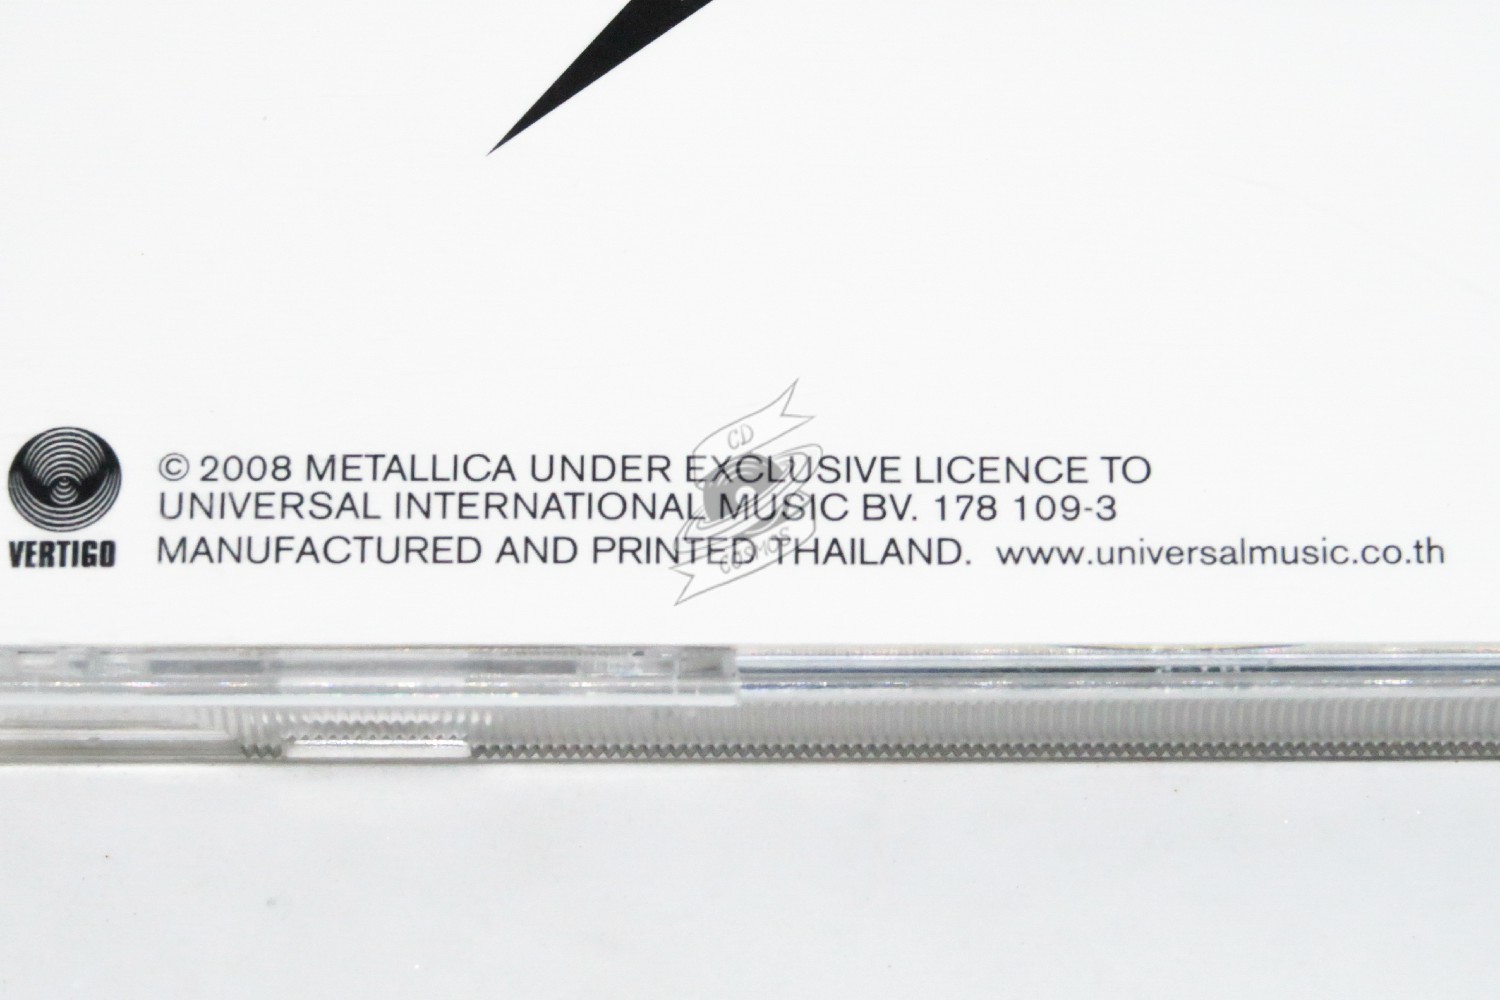 © 2008 METALLICA UNDER EXCLUSIVE LICENCE TO
UNIVERSAL INTERNATIONAL MUSIC BV. 178 109-3
MANUFACTURED AND PRINTED THAILAND. www.universalmusic.co.th
VERTIGO
CD
COSMOS